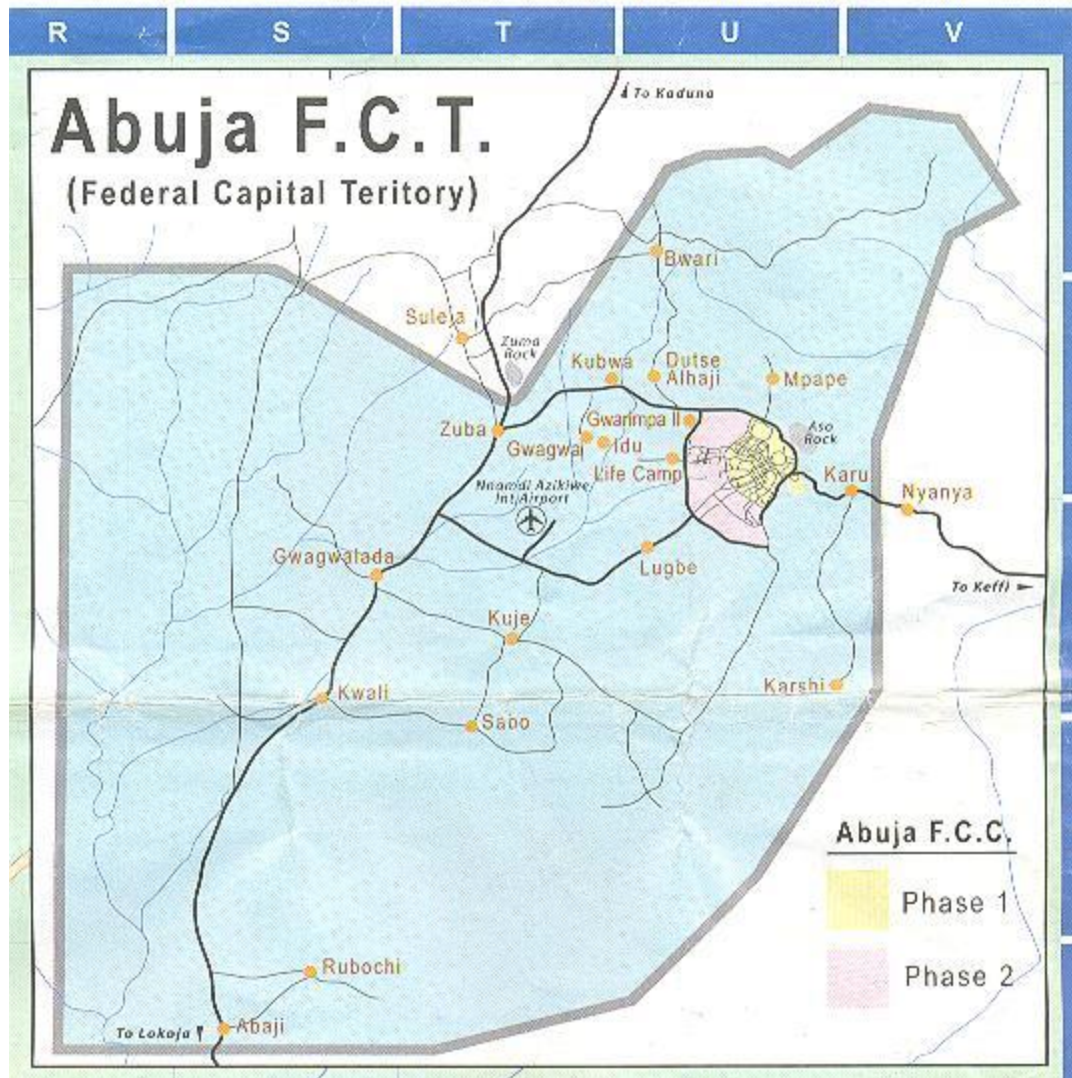 R S T U V
To Kaduna
Abuja F.C.T.
(Federal Capital Teritory)
Bwari
Suleja
Zuma
Rock
Kubwa
Dutse
Alhaji
Mpape
Zuba
Gwarimpa II
Aso
Rock
Gwagwa
Idu
Life Camp
Karu
Nyanya
Nnamdi Azikiwe
Int. Airport
Gwagwalada
Lugbe
To Keffi
Kuje
Kwali
Karshi
Sabo
Abuja F.C.C.
Phase 1
Phase 2
Rubochi
Abaji
To Lokoja